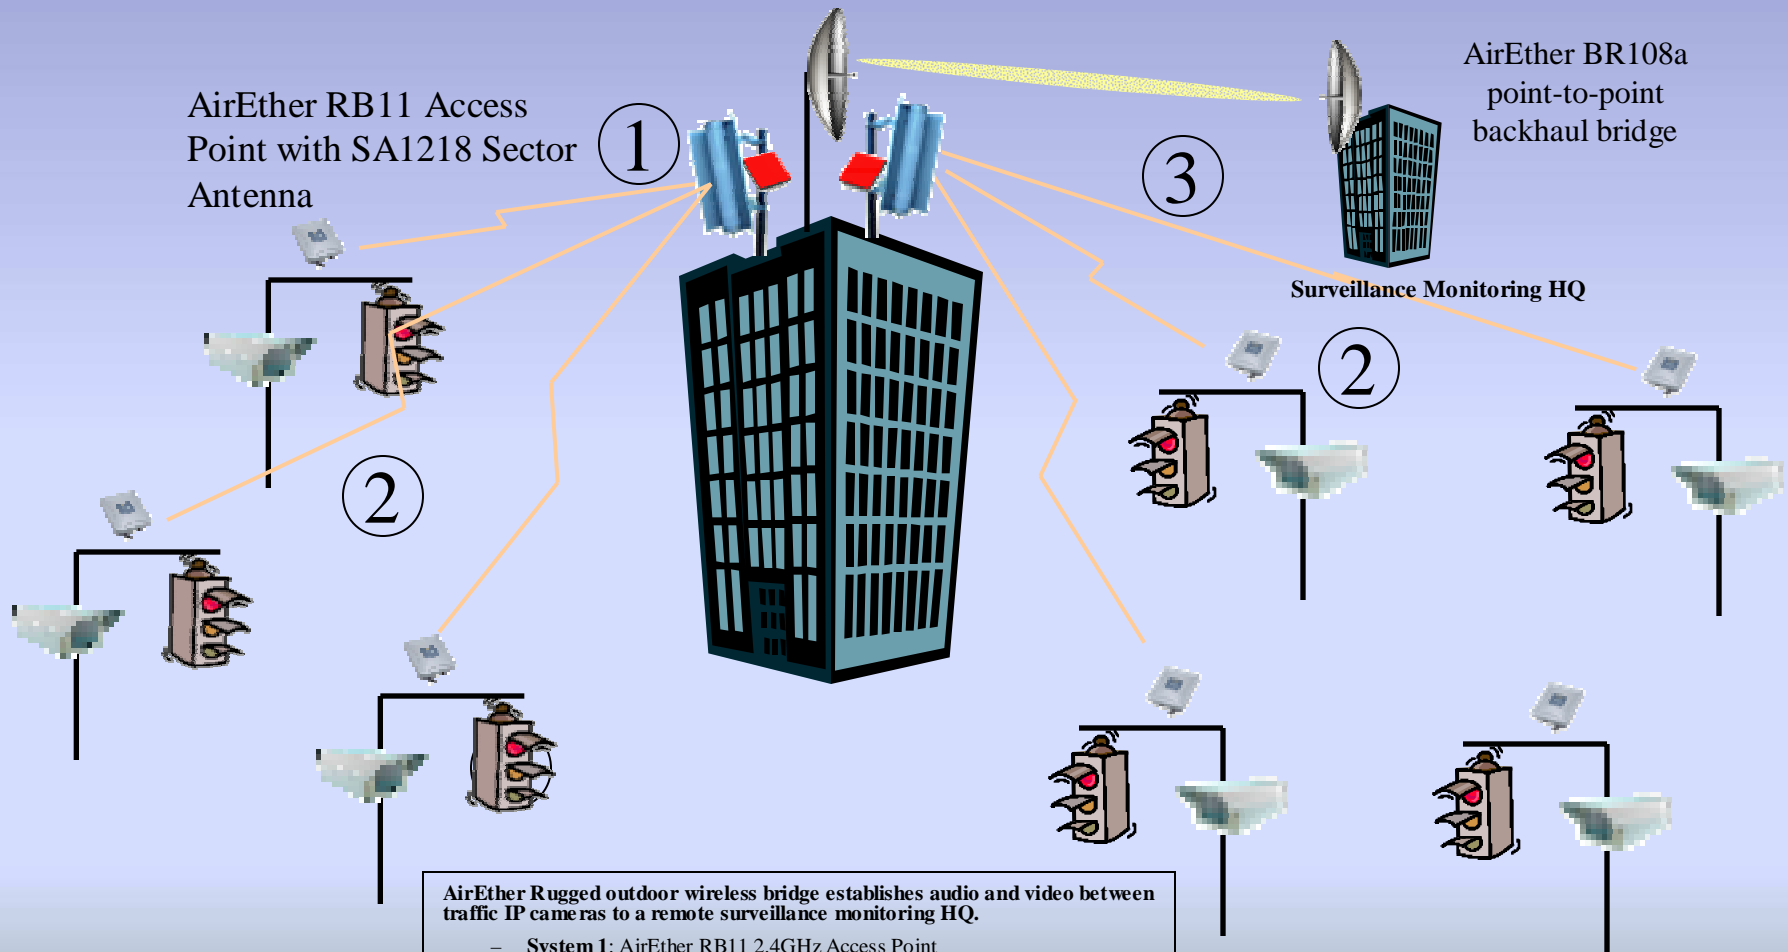 AirEther RB11 Access
Point with SA1218 Sector
Antenna
1
3
AirEther BR108a
point-to-point
backhaul bridge
Surveillance Monitoring HQ
2
2
AirEther Rugged outdoor wireless bridge establishes audio and video between
traffic IP cameras to a remote surveillance monitoring HQ.
– System 1: AirEther RB11 2.4GHz Access Point